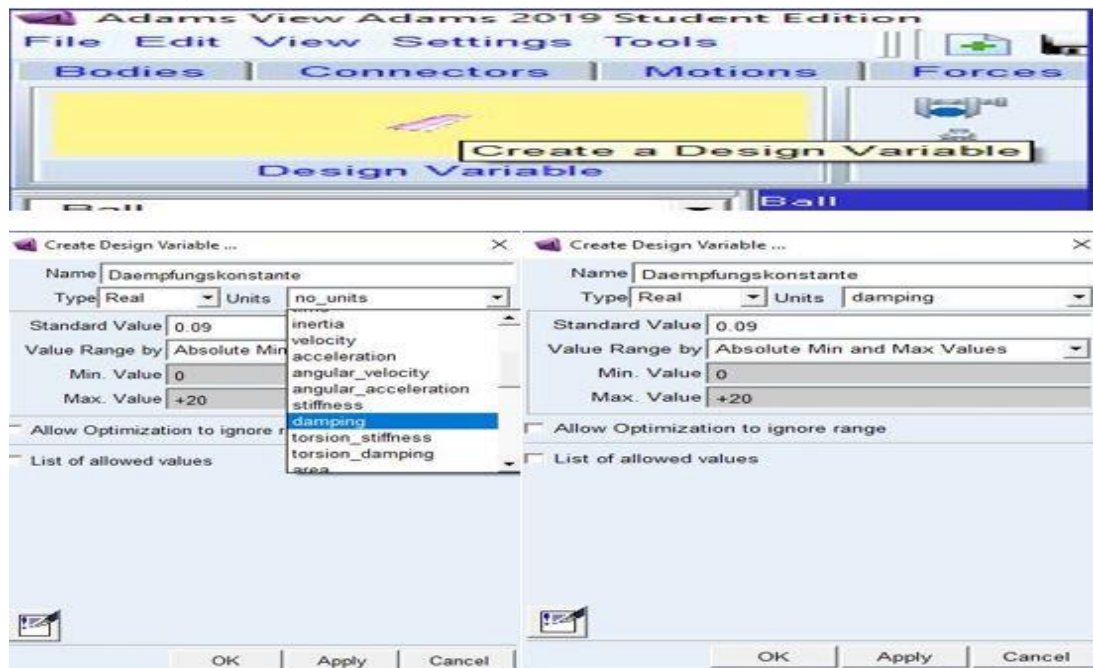 Adams View Adams 2019 Student Edition
File Edit View Settings Tools
Bodies Connectors Motions Forces
Create a Design Variable
Design Variable
Ball
Ball
Create Design Variable ...
Name Daempfungskonstante
Type Real Units no_units
inertia
Standard Value 0.09
velocity
Value Range by Absolute Min
acceleration
angular_velocity
Min. Value 0
angular_acceleration
Max. Value +20
stiffness
damping
Allow Optimization to ignore r
torsion_stiffness
torsion_damping
List of allowed values
area
OK Apply Cancel
Create Design Variable ...
Name Daempfungskonstante
Type Real Units damping
Standard Value 0.09
Value Range by Absolute Min and Max Values
Min. Value 0
Max. Value +20
Allow Optimization to ignore range
List of allowed values
OK Apply Cancel